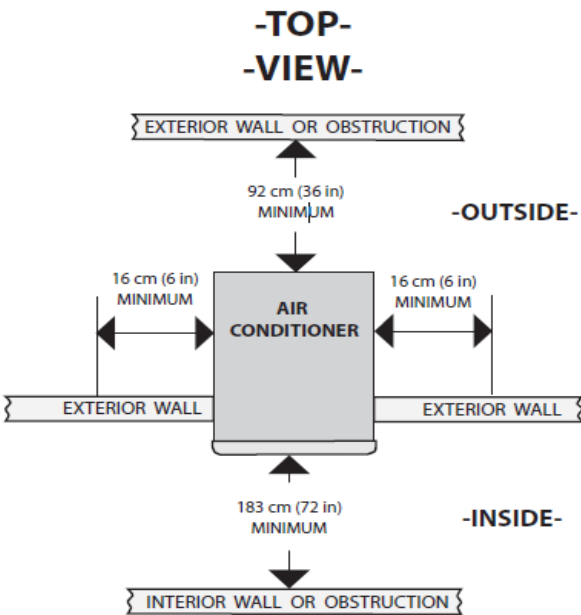 -TOP-
-VIEW-
EXTERIOR WALL OR OBSTRUCTION
92 cm (36 in)
MINIMUM
-OUTSIDE-
16 cm (6 in)
MINIMUM
AIR
CONDITIONER
16 cm (6 in)
MINIMUM
EXTERIOR WALL
EXTERIOR WALL
183 cm (72 in)
MINIMUM
-INSIDE-
INTERIOR WALL OR OBSTRUCTION